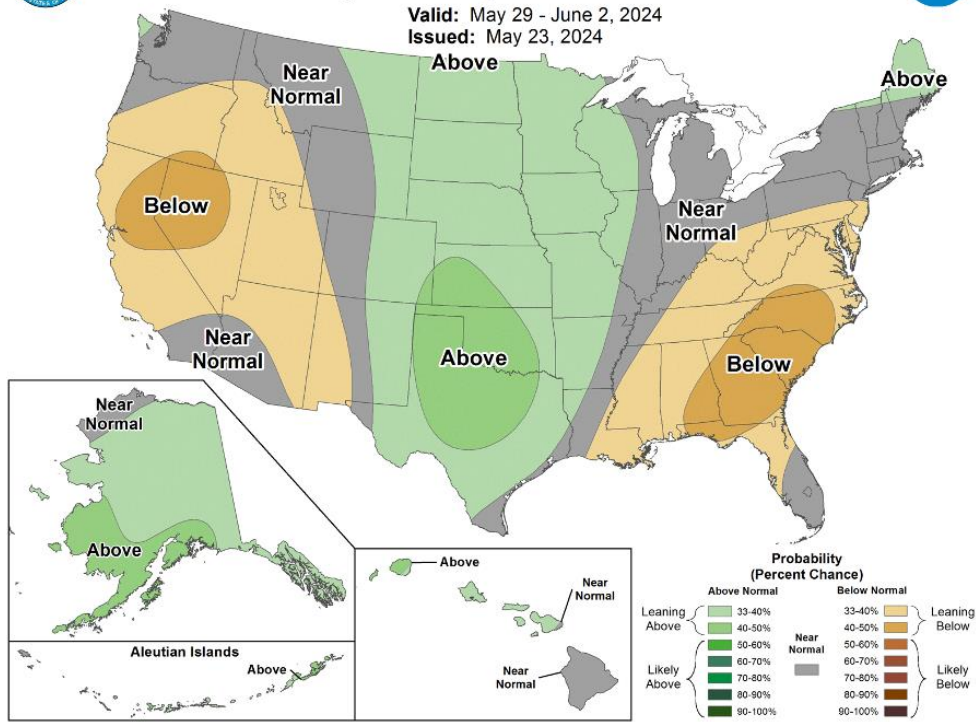 Valid: May 29 - June 2, 2024
Issued: May 23, 2024
Above
Above
Near
Normal
Below
Near
Normal
Near
Normal
Above
Below
Near
Normal
Above
Aleutian Islands
Above
Above
Near
Normal
Near
Normal
Probability
(Percent Chance)
Above Normal Below Normal
Leaning
Above
33-40% 33-40%
40-50% 40-50%
Leaning
Below
Near
Normal
Likely
Above
50-60% 50-60%
60-70% 60-70%
70-80% 70-80%
80-90% 80-90%
90-100% 90-100%
Likely
Below